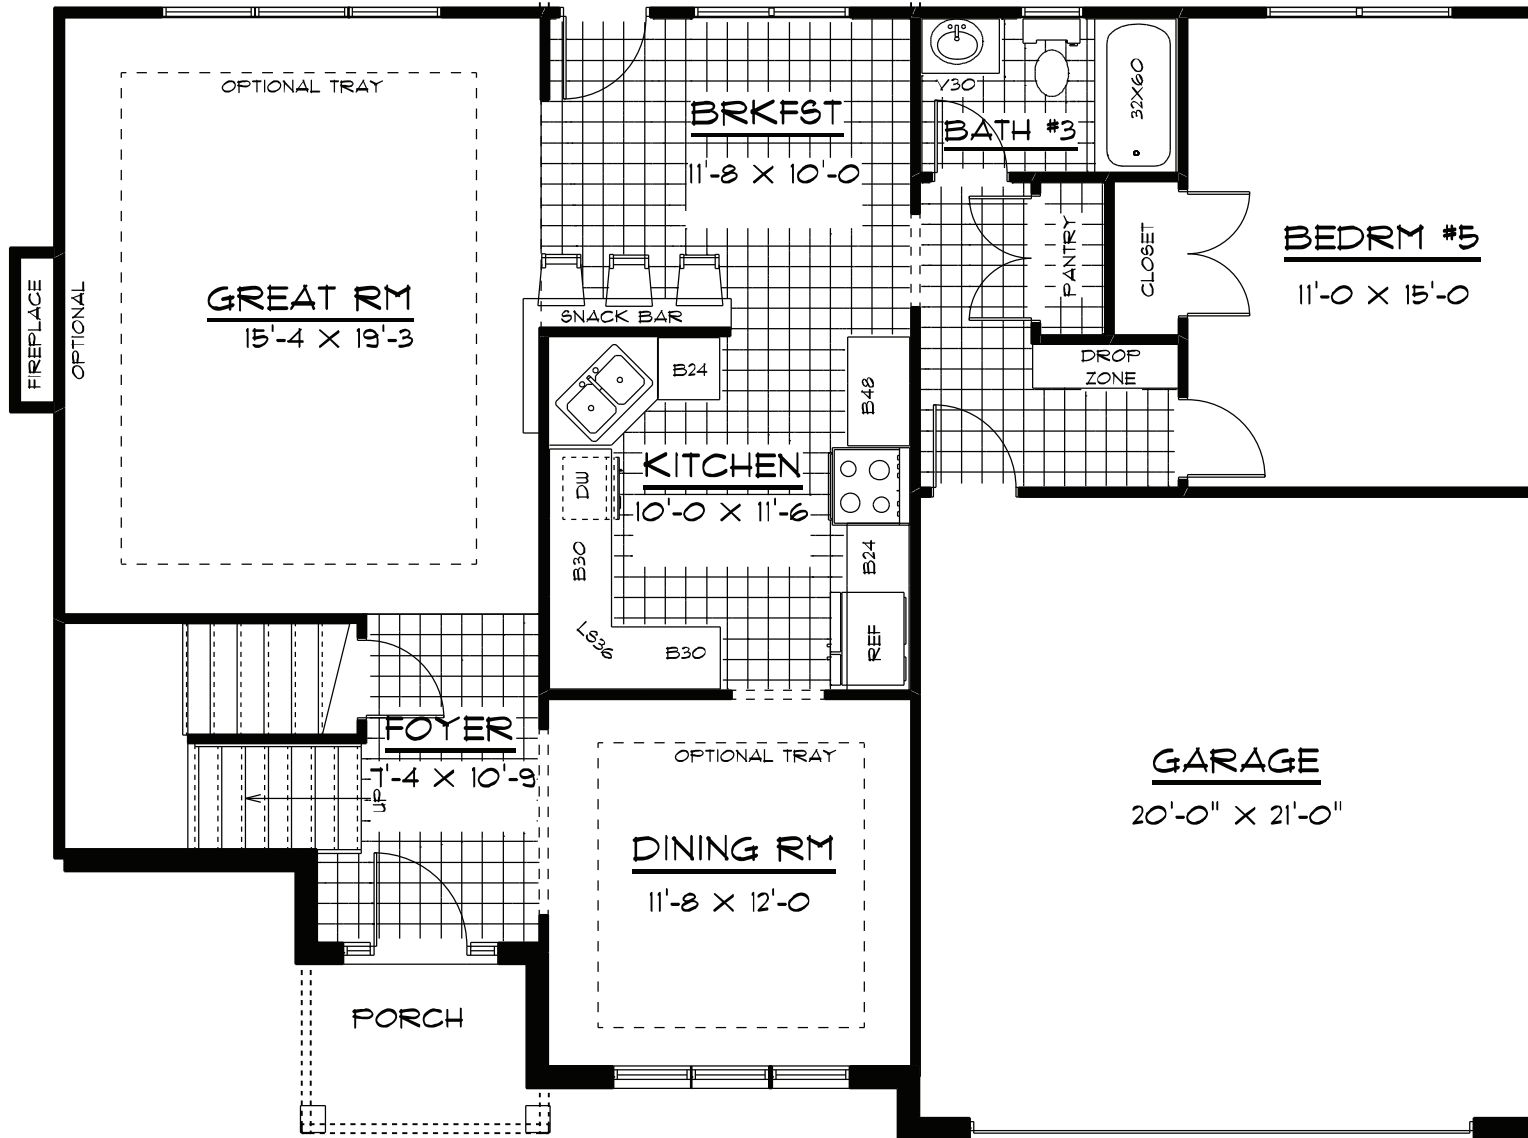 OPTIONAL TRAY
BRKFST
11'-8 X 10'-0
V30
BATH #3
32X60
PANTRY
CLOSET
BEDRM #5
11'-0 X 15'-0
FIREPLACE
OPTIONAL
GREAT RM
15'-4 X 19'-3
SNACK BAR
B24
B48
DROP
ZONE
KITCHEN
10'-0 X 11'-6
DW
B30
B24
LS36
B30
REF
FOYER
7'-4 X 10'-9
UP
OPTIONAL TRAY
DINING RM
11'-8 X 12'-0
GARAGE
20'-0" X 21'-0"
PORCH